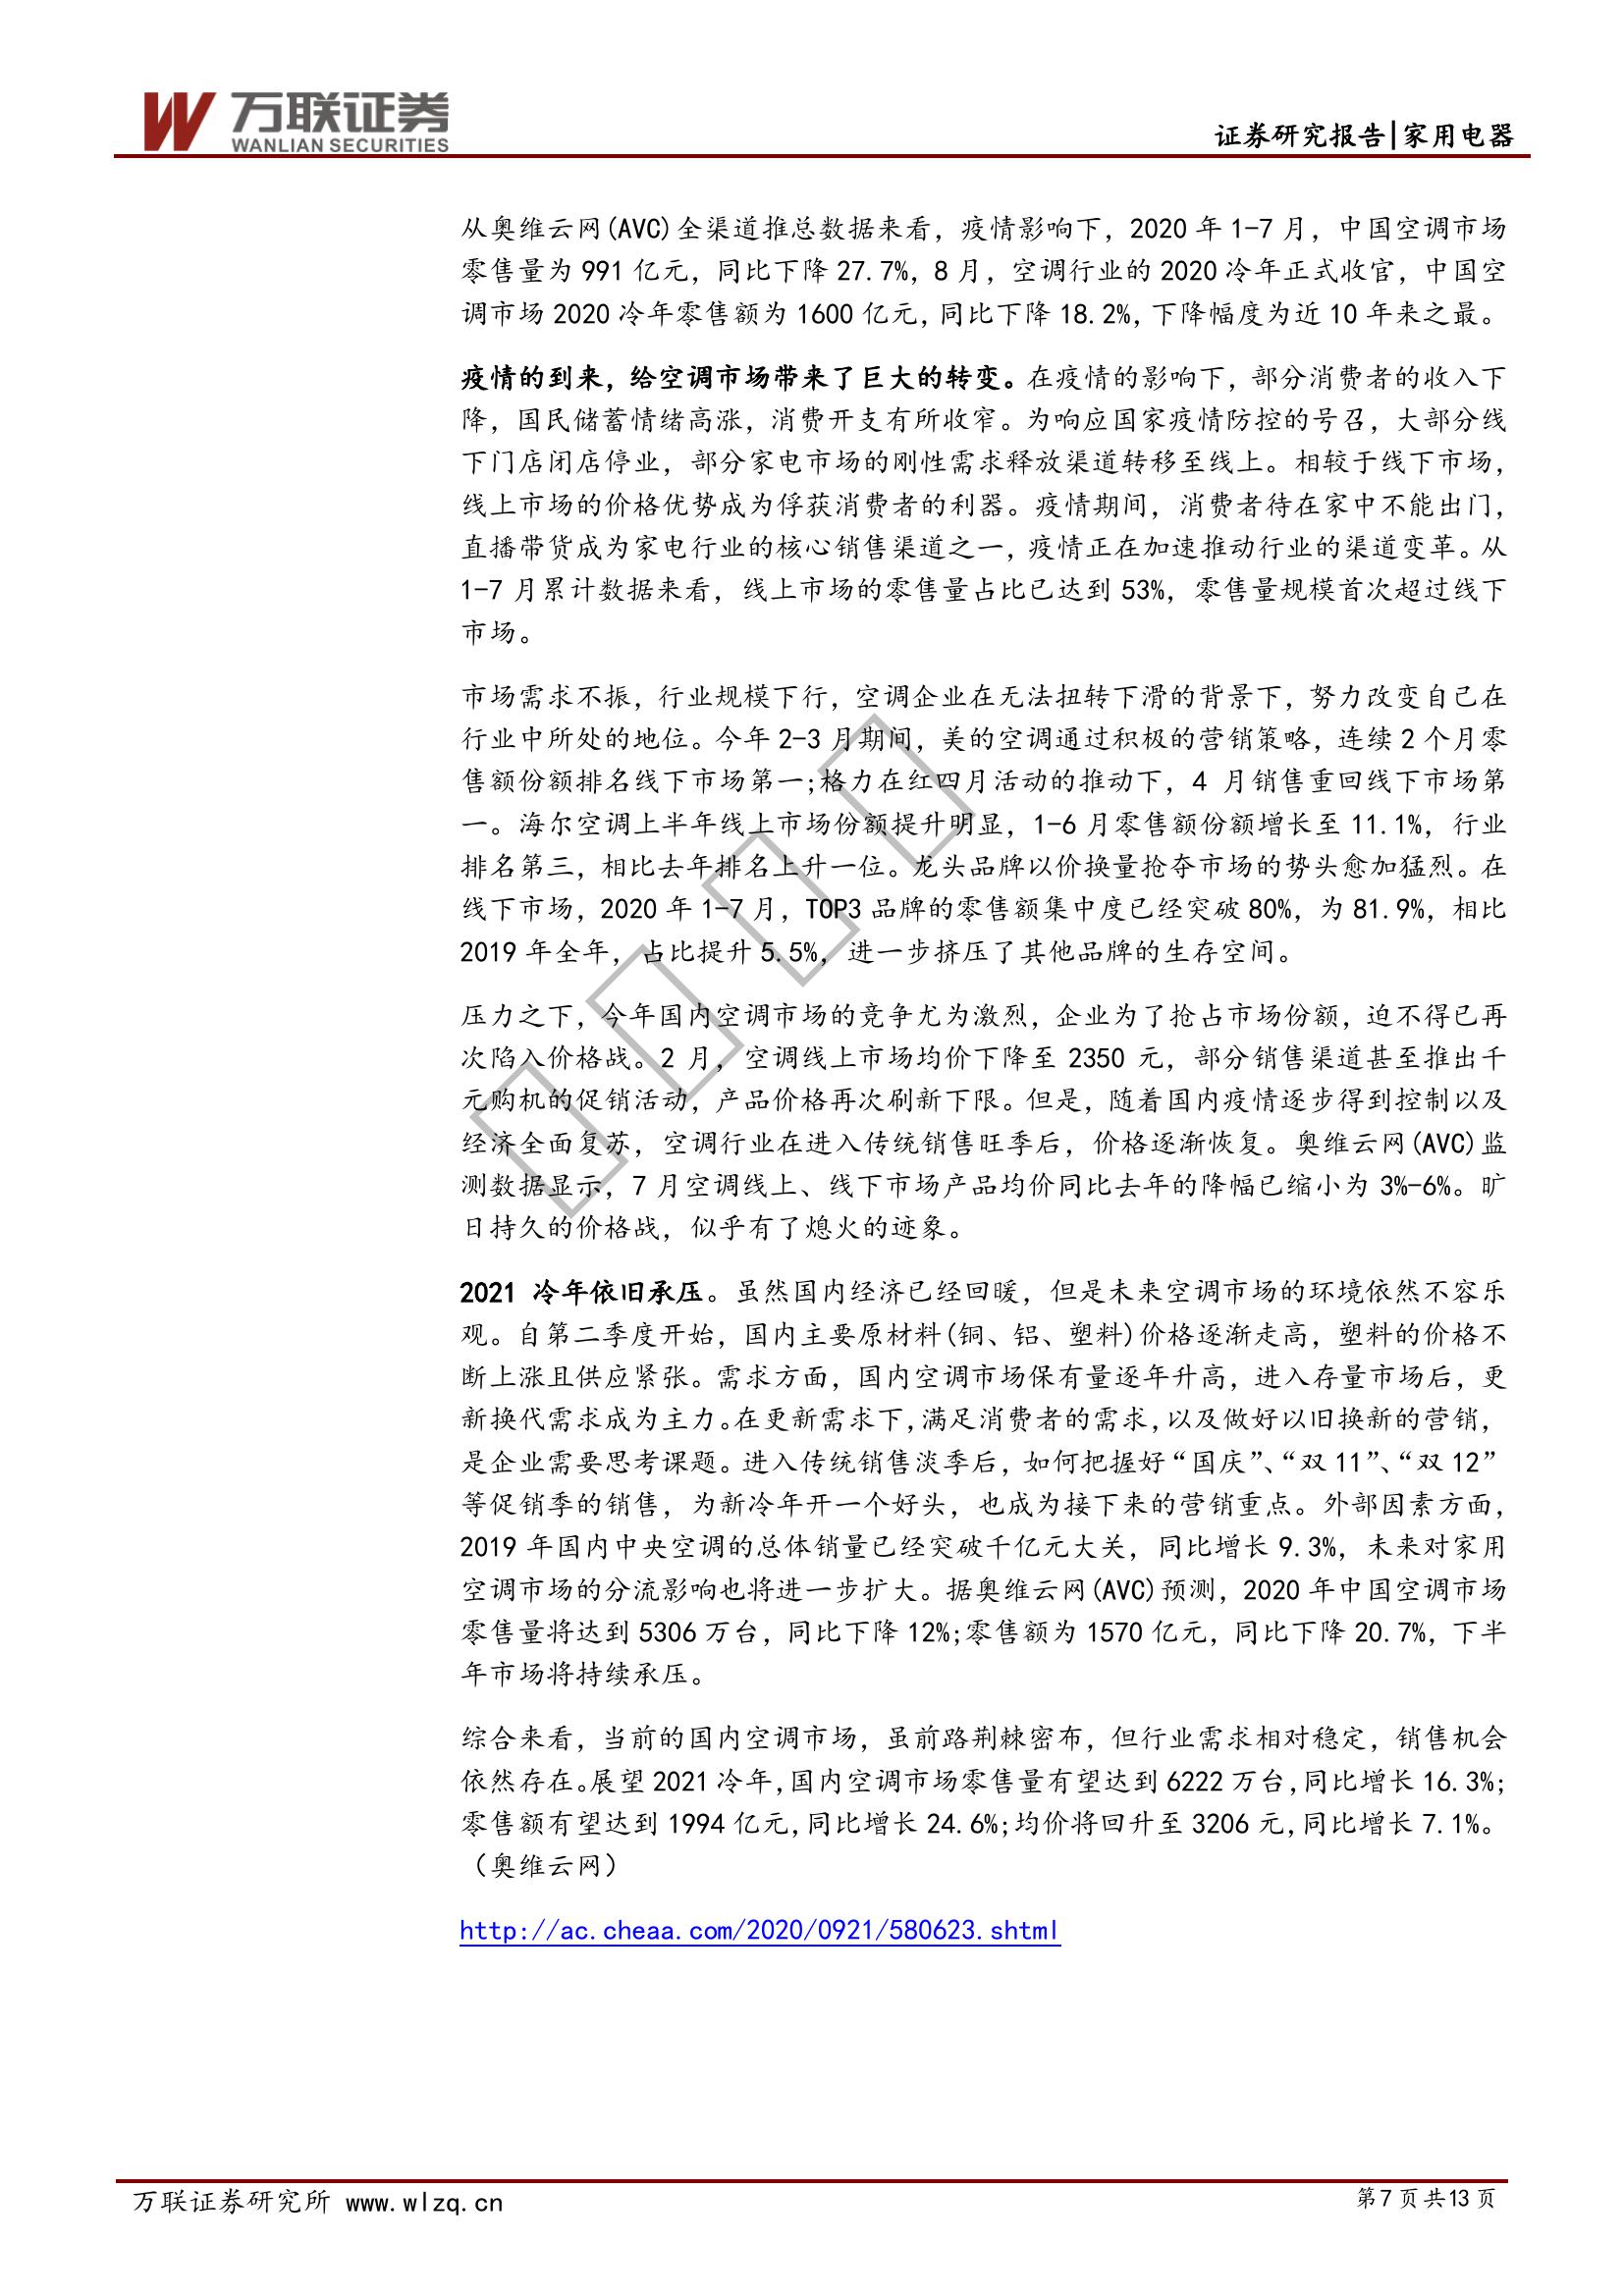 万联证券
WANLIAN SECURITIES
证券研究报告|家用电器
从奥维云网(AVC)全渠道推总数据来看，疫情影响下，2020 年 1-7 月，中国空调市场
零售量为 991 亿元，同比下降 27.7%，8 月，空调行业的 2020 冷年正式收官，中国空
调市场 2020 冷年零售额为 1600 亿元，同比下降 18.2%，下降幅度为近 10 年来之最。
疫情的到来，给空调市场带来了巨大的转变。在疫情的影响下，部分消费者的收入下
降，国民储蓄情绪高涨，消费开支有所收窄。为响应国家疫情防控的号召，大部分线
下门店闭店停业，部分家电市场的刚性需求释放渠道转移至线上。相较于线下市场，
线上市场的价格优势成为俘获消费者的利器。疫情期间，消费者待在家中不能出门，
直播带货成为家电行业的核心销售渠道之一，疫情正在加速推动行业的渠道变革。从
1-7 月累计数据来看，线上市场的零售量占比已达到 53%，零售量规模首次超过线下
市场。
市场需求不振，行业规模下行，空调企业在无法扭转下滑的背景下，努力改变自己在
行业中所处的地位。今年 2-3 月期间，美的空调通过积极的营销策略，连续 2 个月零
售额份额排名线下市场第一;格力在红四月活动的推动下，4 月销售重回线下市场第
一。海尔空调上半年线上市场份额提升明显，1-6 月零售额份额增长至 11.1%，行业
排名第三，相比去年排名上升一位。龙头品牌以价换量抢夺市场的势头愈加猛烈。在
线下市场，2020 年 1-7 月，TOP3 品牌的零售额集中度已经突破 80%，为 81.9%，相比
2019 年全年，占比提升 5.5%，进一步挤压了其他品牌的生存空间。
压力之下，今年国内空调市场的竞争尤为激烈，企业为了抢占市场份额，迫不得已再
次陷入价格战。2 月，空调线上市场均价下降至 2350 元，部分销售渠道甚至推出千
元购机的促销活动，产品价格再次刷新下限。但是，随着国内疫情逐步得到控制以及
经济全面复苏，空调行业在进入传统销售旺季后，价格逐渐恢复。奥维云网(AVC)监
测数据显示，7 月空调线上、线下市场产品均价同比去年的降幅已缩小为 3%-6%。旷
日持久的价格战，似乎有了熄火的迹象。
2021 冷年依旧承压。虽然国内经济已经回暖，但是未来空调市场的环境依然不容乐
观。自第二季度开始，国内主要原材料(铜、铝、塑料)价格逐渐走高，塑料的价格不
断上涨且供应紧张。需求方面，国内空调市场保有量逐年升高，进入存量市场后，更
新换代需求成为主力。在更新需求下，满足消费者的需求，以及做好以旧换新的营销，
是企业需要思考课题。进入传统销售淡季后，如何把握好“国庆”、“双 11”、“双 12”
等促销季的销售，为新冷年开一个好头，也成为接下来的营销重点。外部因素方面，
2019 年国内中央空调的总体销量已经突破千亿元大关，同比增长 9.3%，未来对家用
空调市场的分流影响也将进一步扩大。据奥维云网(AVC)预测，2020 年中国空调市场
零售量将达到 5306 万台，同比下降 12%;零售额为 1570 亿元，同比下降 20.7%，下半
年市场将持续承压。
综合来看，当前的国内空调市场，虽前路荆棘密布，但行业需求相对稳定，销售机会
依然存在。展望 2021 冷年，国内空调市场零售量有望达到 6222 万台，同比增长 16.3%;
零售额有望达到 1994 亿元，同比增长 24.6%;均价将回升至 3206 元，同比增长 7.1%。
（奥维云网）
http://ac.cheaa.com/2020/0921/580623.shtml
万联证券研究所 www.wlzq.cn
第 7 页 共 13 页